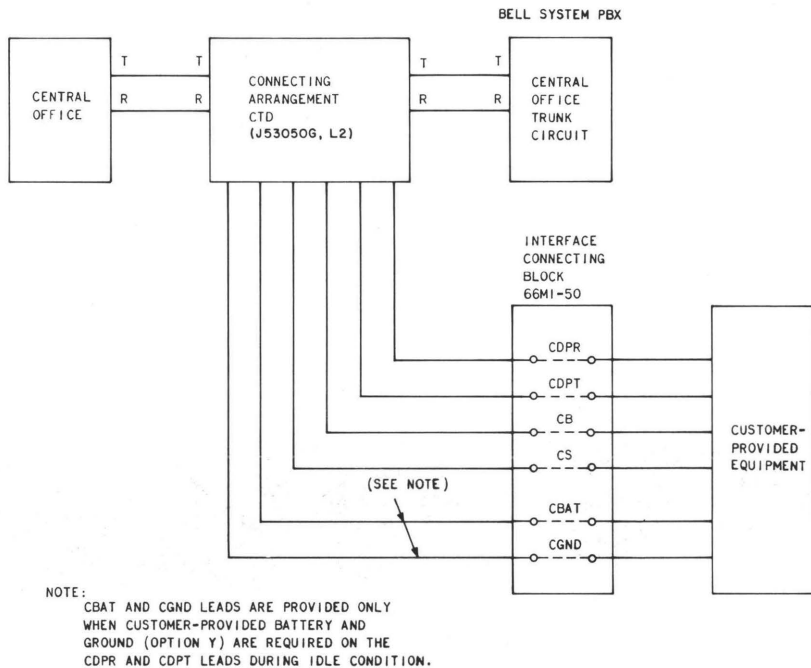 BELL SYSTEM PBX
CENTRAL
OFFICE
T
R
T
R
CONNECTING
ARRANGEMENT
CTD
(J53050G, L2)
T
R
T
R
CENTRAL
OFFICE
TRUNK
CIRCUIT
INTERFACE
CONNECTING
BLOCK
66M1-50
CDPR
CDPT
CB
CS
CBAT
CGND
CUSTOMER-
PROVIDED
EQUIPMENT
(SEE NOTE)
NOTE:
CBAT AND CGND LEADS ARE PROVIDED ONLY
WHEN CUSTOMER-PROVIDED BATTERY AND
GROUND (OPTION Y) ARE REQUIRED ON THE
CDPR AND CDPT LEADS DURING IDLE CONDITION.